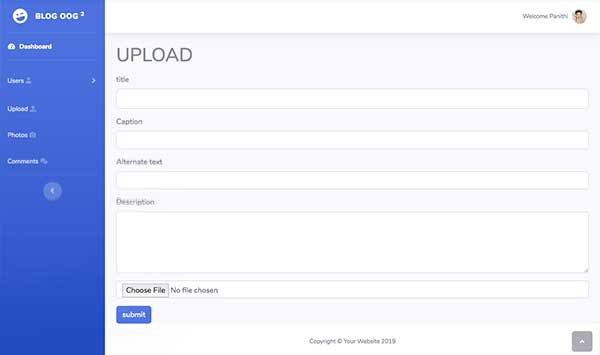 BLOG OOG 2
Welcome Panithi
Dashboard
Users
Upload
Photos
Comments
UPLOAD
title
Caption
Alternate text
Description
Choose File No file chosen
submit
Copyright © Your Website 2019